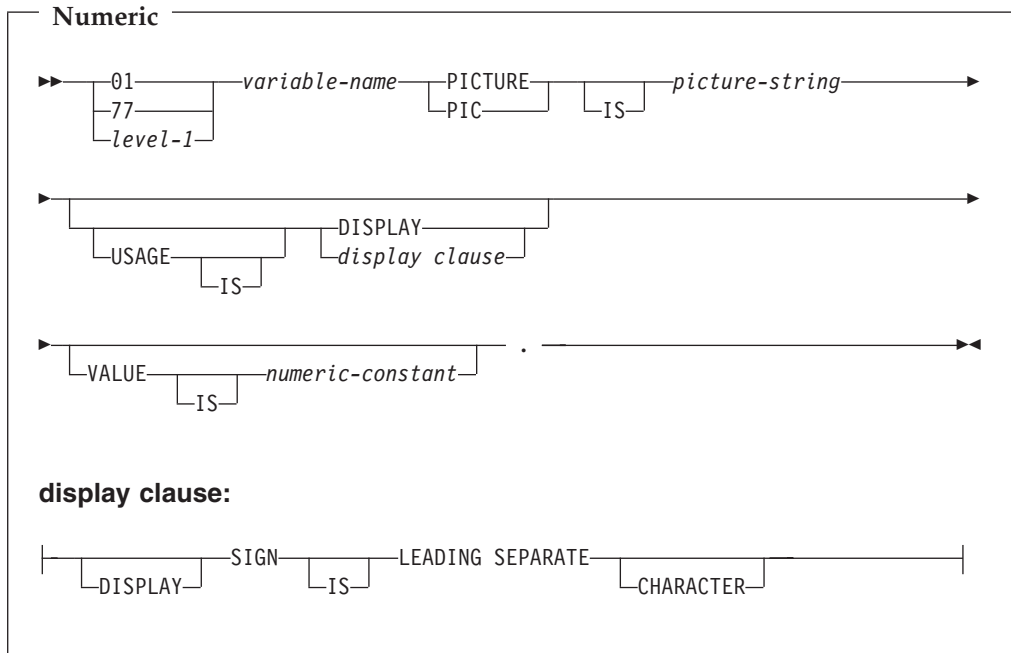 Numeric
01 variable-name PICTURE picture-string
77 PIC IS
level-1
DISPLAY
USAGE display clause
IS
.
VALUE numeric-constant
IS
display clause:
SIGN LEADING SEPARATE
DISPLAY IS CHARACTER